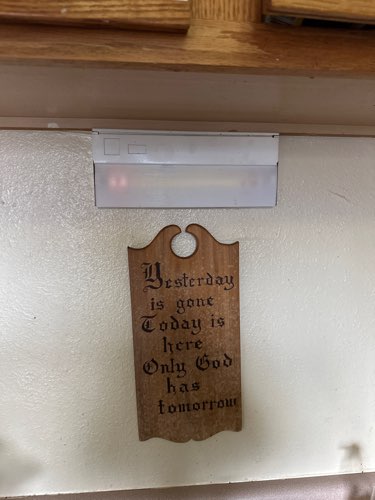 Yesterday
is gone
Today is
here
Only God
has
tomorrow